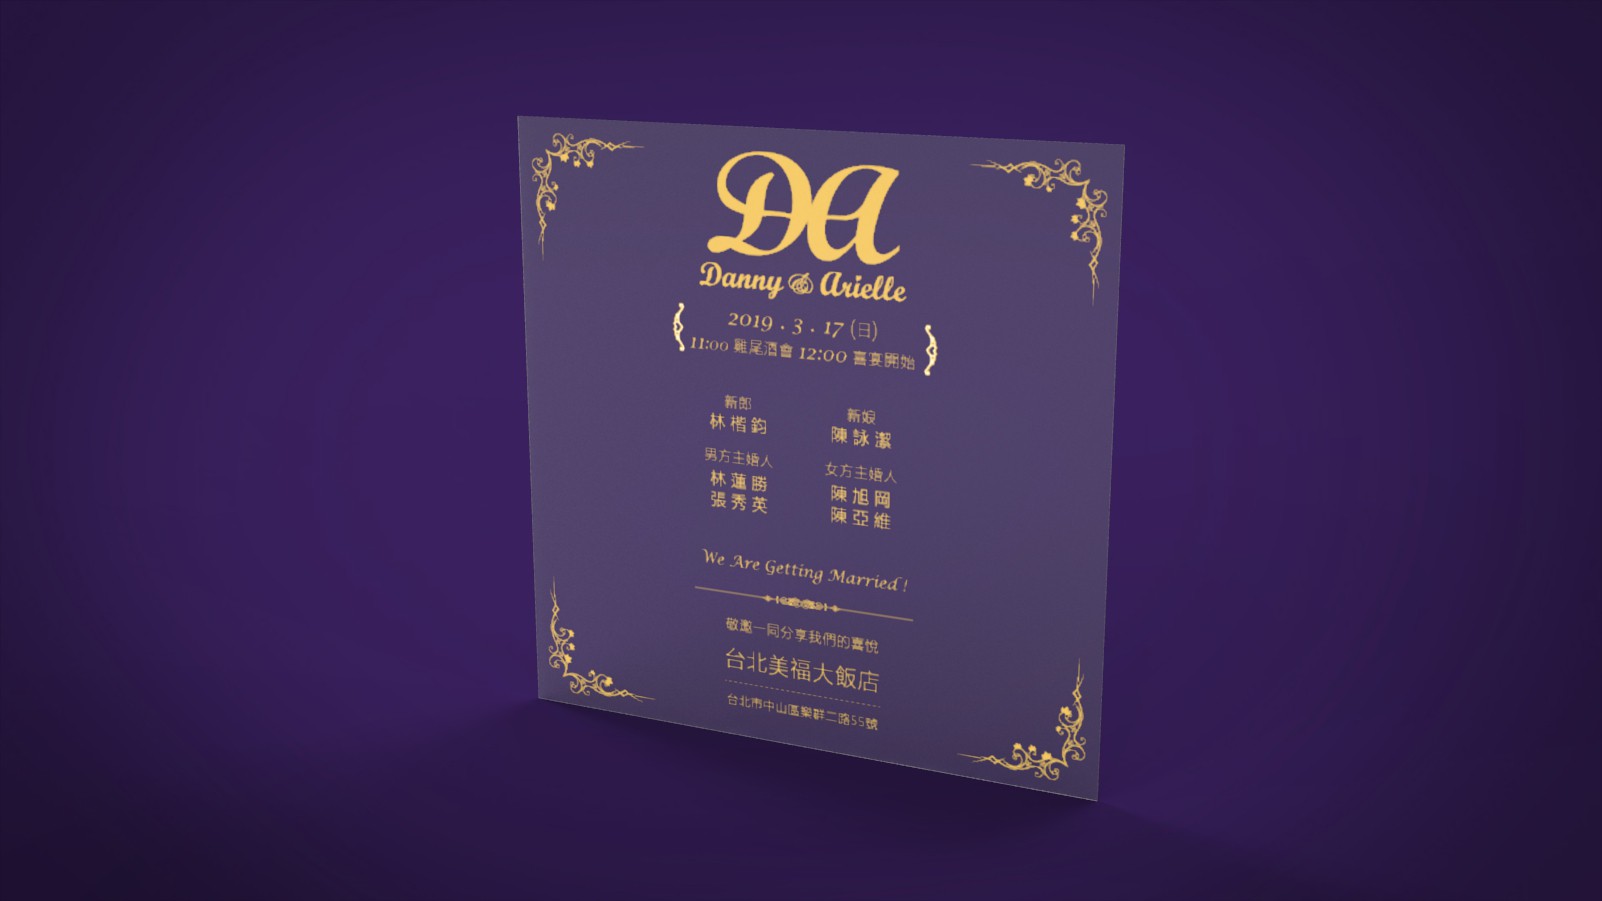 DA
Danny & Arielle
2019 . 3 . 17 (日)
11:00 雞尾酒會 12:00 喜宴開始
新郎
林楷鈞
新娘
陳詠潔
男方主婚人
林蓮勝
張秀英
女方主婚人
陳旭岡
陳亞維
We Are Getting Married !
敬邀一同分享我們的喜悅
台北美福大飯店
台北市中山區樂群二路55號